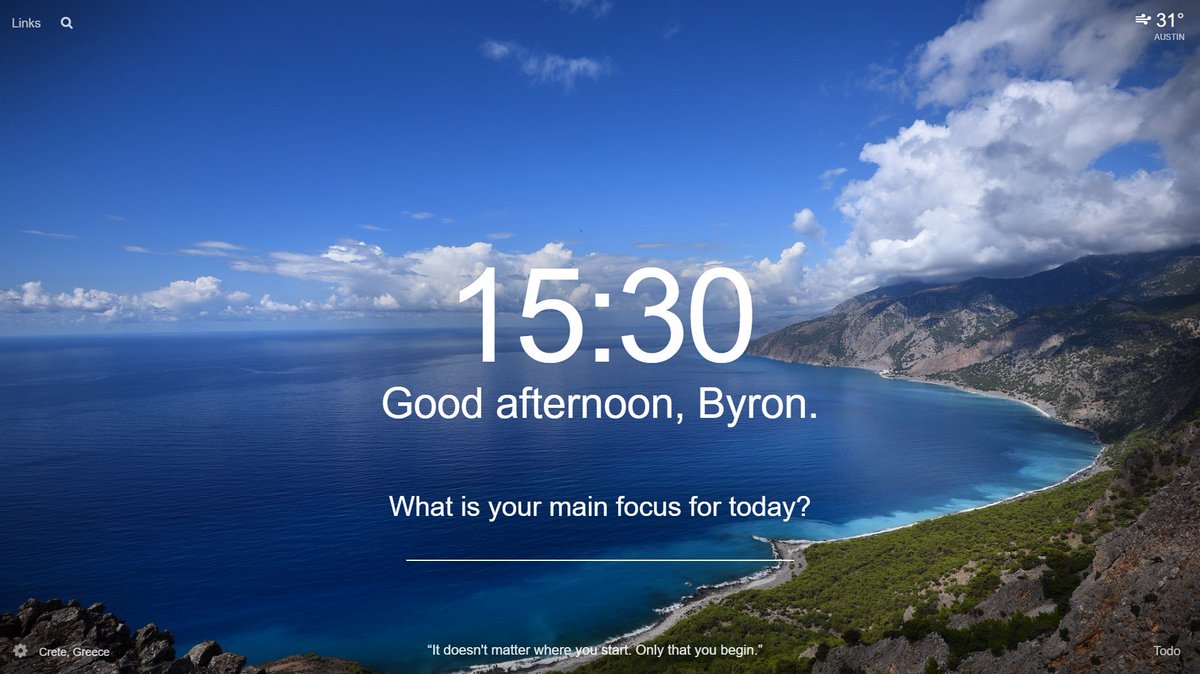 Links
31°
AUSTIN
15:30
Good afternoon, Byron.
What is your main focus for today?
Crete, Greece
“It doesn't matter where you start. Only that you begin.”
Todo